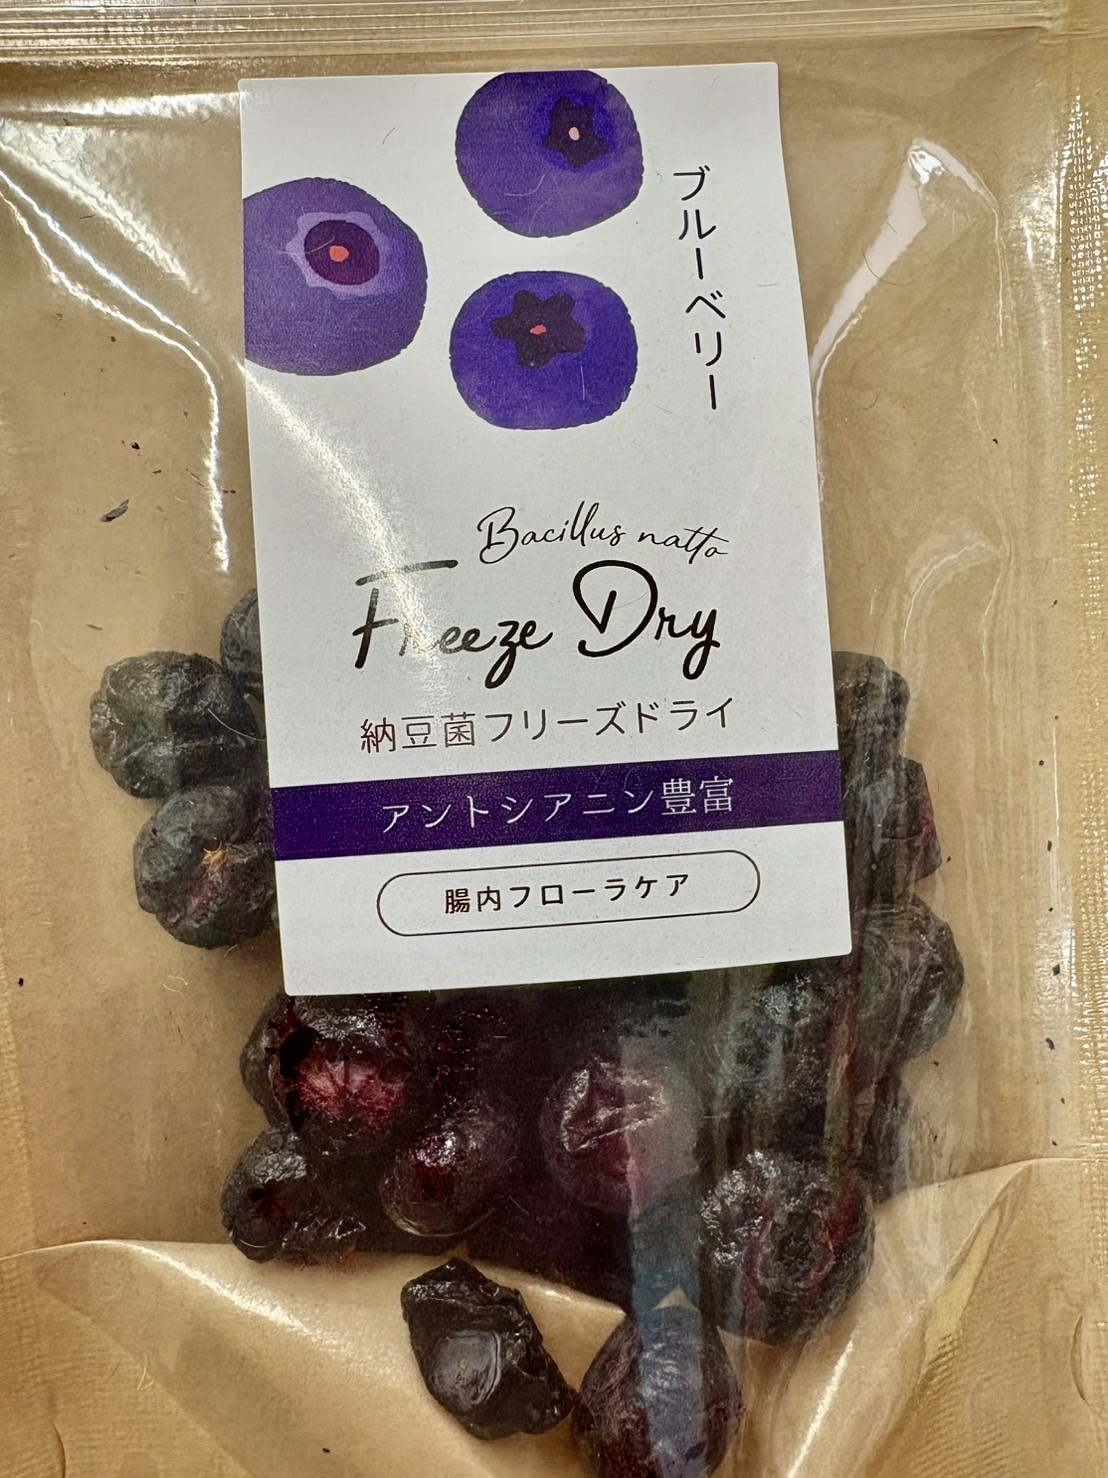 ブルーベリー
Bacillus natto
Freeze Dry
納豆菌フリーズドライ
アントシアニン豊富
腸内フローラケア